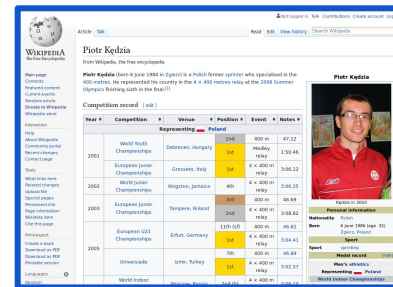 Not logged in Talk Contributions Create account Log
Article Talk Read Edit View history Search Wikipedia
WIKIPEDIA
The Free Encyclopedia
Main page
Contents
Featured content
Current events
Random article
Donate to Wikipedia
Wikipedia store
Interaction
Help
About Wikipedia
Community portal
Recent changes
Contact page
Tools
What links here
Related changes
Upload file
Special pages
Permanent link
Page information
Wikidata item
Cite this page
Print/export
Create a book
Download as PDF
Printable version
Languages
Deutsch
Piotr Kędzia
From Wikipedia, the free encyclopedia
Piotr Kędzia (born 6 June 1984 in Zgierz) is a Polish former sprinter who specialised in the
400 metres. He represented his country in the 4 × 400 metres relay at the 2008 Summer
Olympics finishing sixth in the final.[1]
Competition record [ edit ]
Year Competition Venue Position Event Notes
Representing Poland
2001 World Youth Championships Debrecen, Hungary 2nd 400 m 47.12
1st Medley relay 1:50.46
European Junior Championships Grosseto, Italy 1st 4 × 400 m relay 3:06.12
2002 World Junior Championships Kingston, Jamaica 4th 4 × 400 m relay 3:06.25
2003 European Junior Championships Tampere, Finland 3rd 400 m 46.69
2nd 4 × 400 m relay 3:08.62
2005 European U23 Championships Erfurt, Germany 11th (sf) 400 m 46.62
1st 4 × 400 m relay 3:04.41
Universiade Izmir, Turkey 7th 400 m 46.89
1st 4 × 400 m relay 3:02.57
World Indoor 4 × 400 m
Piotr Kędzia
Kędzia in 2010
Personal information
Nationality Polish
Born 6 June 1984 (age 32)
Zgierz, Poland
Sport
Sport sprinting
Medal record [hide]
Men's athletics
Representing Poland
World Indoor Championships